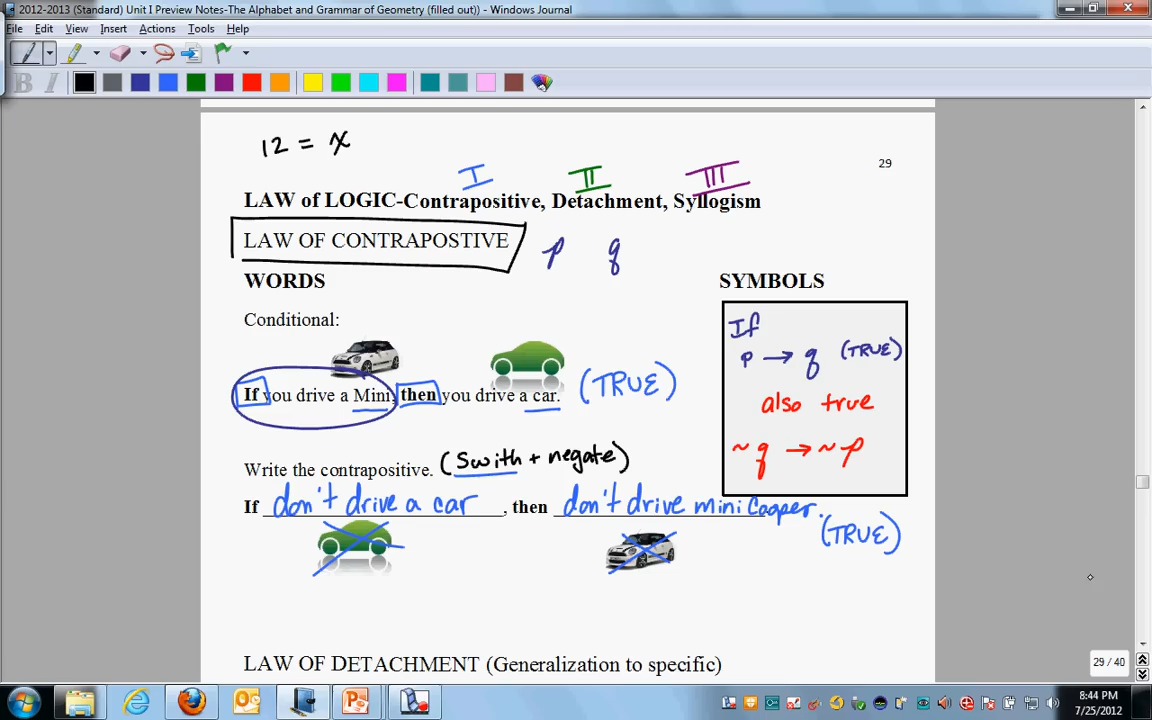 2012-2013 (Standard) Unit I Preview Notes-The Alphabet and Grammar of Geometry (filled out)) - Windows Journal
File Edit View Insert Actions Tools Help
B I
12 = x
29
I II III
LAW of LOGIC-Contrapositive, Detachment, Syllogism
LAW OF CONTRAPOSTIVE
p q
WORDS
SYMBOLS
Conditional:
If
p → q (TRUE)
also true
~q → ~p
If you drive a Mini, then you drive a car. (TRUE)
Write the contrapositive. (Swith + negate)
If don't drive a car, then don't drive mini Cooper.
(TRUE)
LAW OF DETACHMENT (Generalization to specific)
29 / 40
8:44 PM
7/25/2012